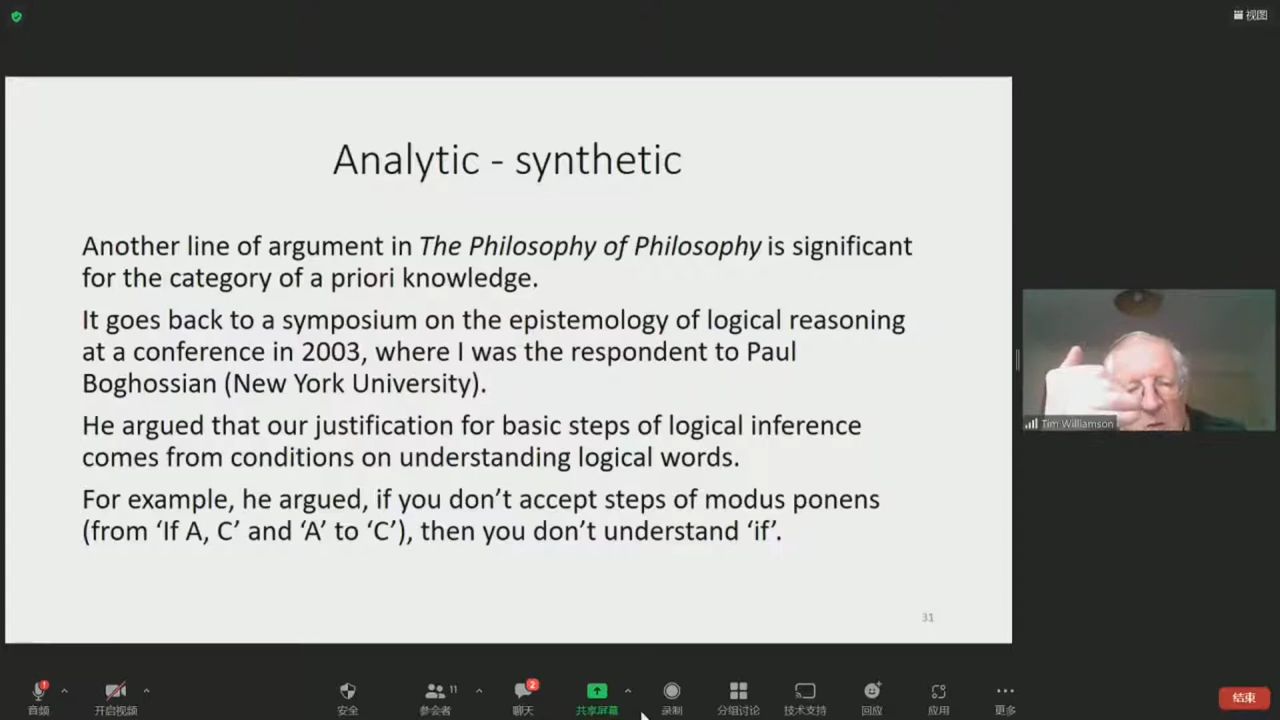 视图
Analytic - synthetic
Another line of argument in The Philosophy of Philosophy is significant
for the category of a priori knowledge.
It goes back to a symposium on the epistemology of logical reasoning
at a conference in 2003, where I was the respondent to Paul
Boghossian (New York University).
He argued that our justification for basic steps of logical inference
comes from conditions on understanding logical words.
For example, he argued, if you don’t accept steps of modus ponens
(from ‘If A, C’ and ‘A’ to ‘C’), then you don’t understand ‘if’.
31
Tim Williamson
11
2
音频
开启视频
安全
参会者
聊天
共享屏幕
录制
分组讨论
技术支持
回应
应用
更多
结束